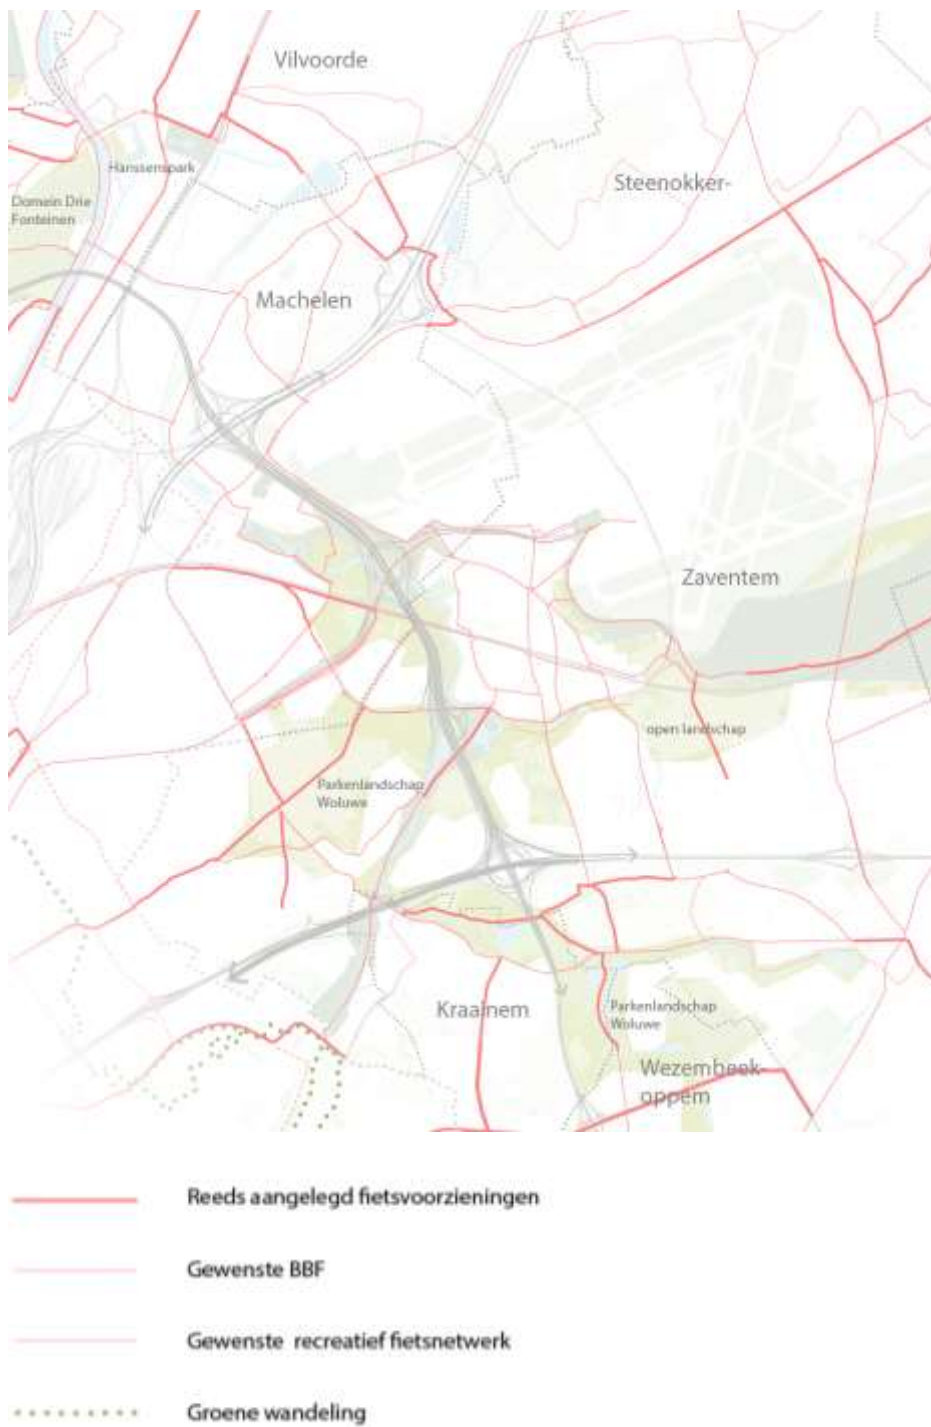 Vilvoorde
Hanssenspark
Steenokker-
Domein Drie
Fonteinen
Machelen
Zaventem
open landschap
Parkenlandschap
Woluwe
Kraainem
Parkenlandschap
Woluwe
Wezembeek-
oppem
Reeds aangelegd fietsvoorzieningen
Gewenste BBF
Gewenste recreatief fietsnetwerk
Groene wandeling